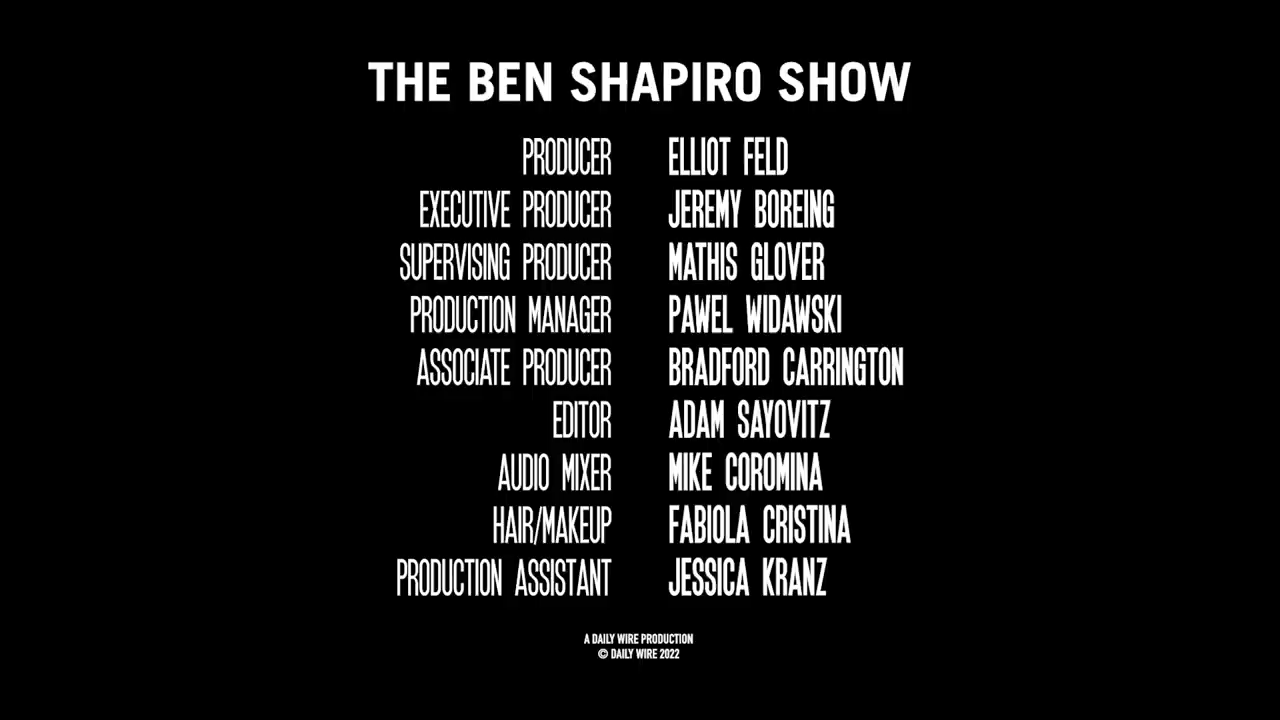 THE BEN SHAPIRO SHOW
PRODUCER ELLIOT FELD
EXECUTIVE PRODUCER JEREMY BOREING
SUPERVISING PRODUCER MATHIS GLOVER
PRODUCTION MANAGER PAWEL WIDAWSKI
ASSOCIATE PRODUCER BRADFORD CARRINGTON
EDITOR ADAM SAYOVITZ
AUDIO MIXER MIKE COROMINA
HAIR/MAKEUP FABIOLA CRISTINA
PRODUCTION ASSISTANT JESSICA KRANZ
A DAILY WIRE PRODUCTION
© DAILY WIRE 2022